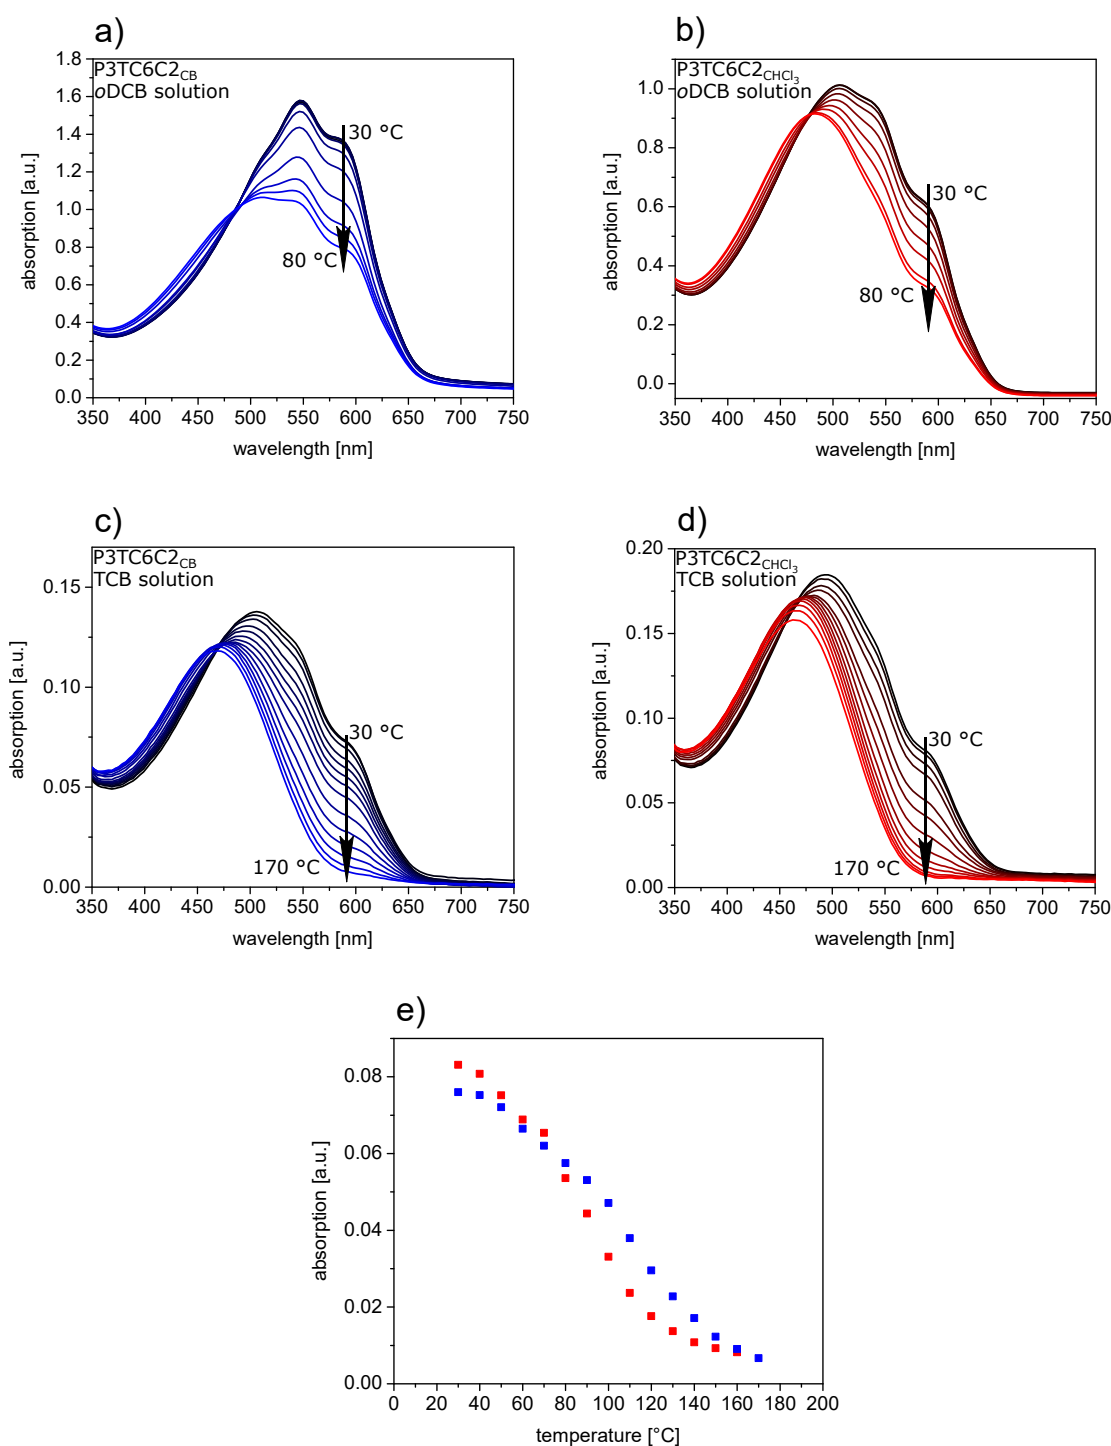 a)
P3TC6C2CB
oDCB solution
30 °C
80 °C
1.8
1.6
1.4
1.2
1.0
0.8
0.6
0.4
0.2
0.0
absorption [a.u.]
350 400 450 500 550 600 650 700 750
wavelength [nm]
b)
P3TC6C2CHCl3
oDCB solution
30 °C
80 °C
1.0
0.8
0.6
0.4
0.2
0.0
absorption [a.u.]
350 400 450 500 550 600 650 700 750
wavelength [nm]
c)
P3TC6C2CB
TCB solution
30 °C
170 °C
0.15
0.10
0.05
0.00
absorption [a.u.]
350 400 450 500 550 600 650 700 750
wavelength [nm]
d)
P3TC6C2CHCl3
TCB solution
30 °C
170 °C
0.20
0.15
0.10
0.05
0.00
absorption [a.u.]
350 400 450 500 550 600 650 700 750
wavelength [nm]
e)
0.08
0.06
0.04
0.02
0.00
absorption [a.u.]
0 20 40 60 80 100 120 140 160 180 200
temperature [°C]